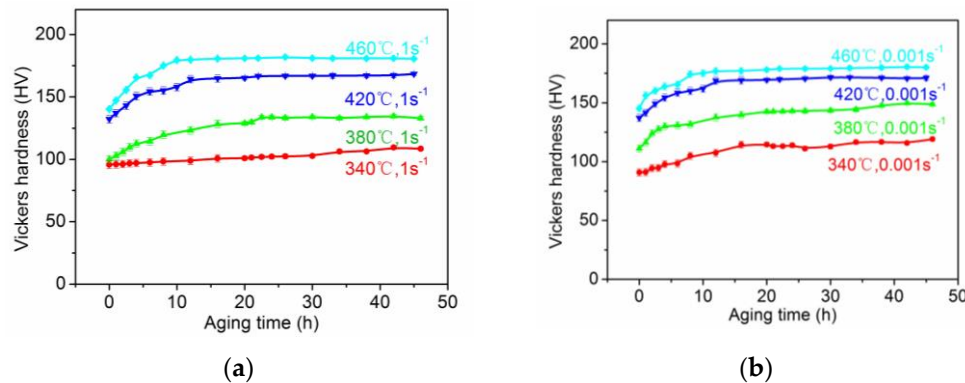 200
150
100
50
0
Vickers hardness (HV)
460℃,1s⁻¹
420℃,1s⁻¹
380℃,1s⁻¹
340℃,1s⁻¹
0 10 20 30 40 50
Aging time (h)
(a)
200
150
100
50
0
Vickers hardness (HV)
460℃,0.001s⁻¹
420℃,0.001s⁻¹
380℃,0.001s⁻¹
340℃,0.001s⁻¹
0 10 20 30 40 50
Aging time (h)
(b)